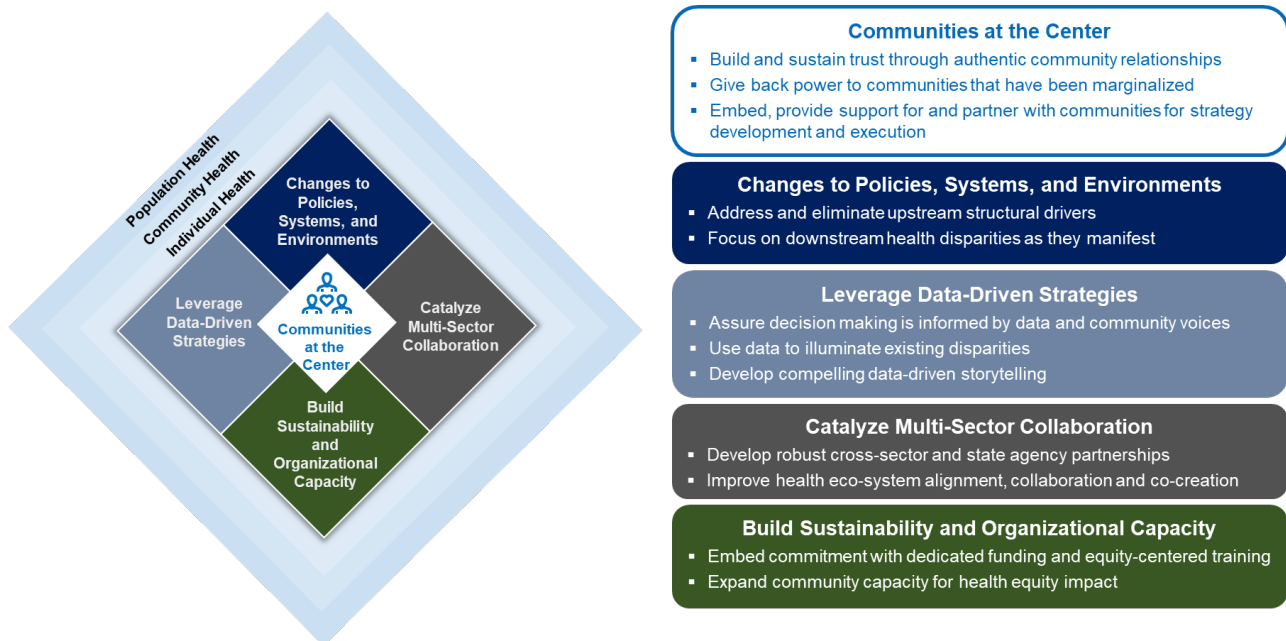 Population Health
Community Health
Individual Health
Changes to
Policies,
Systems, and
Environments
Leverage
Data-Driven
Strategies
Communities
at the
Center
Catalyze
Multi-Sector
Collaboration
Build
Sustainability
and
Organizational
Capacity
Communities at the Center
▪ Build and sustain trust through authentic community relationships
▪ Give back power to communities that have been marginalized
▪ Embed, provide support for and partner with communities for strategy
development and execution
Changes to Policies, Systems, and Environments
▪ Address and eliminate upstream structural drivers
▪ Focus on downstream health disparities as they manifest
Leverage Data-Driven Strategies
▪ Assure decision making is informed by data and community voices
▪ Use data to illuminate existing disparities
▪ Develop compelling data-driven storytelling
Catalyze Multi-Sector Collaboration
▪ Develop robust cross-sector and state agency partnerships
▪ Improve health eco-system alignment, collaboration and co-creation
Build Sustainability and Organizational Capacity
▪ Embed commitment with dedicated funding and equity-centered training
▪ Expand community capacity for health equity impact